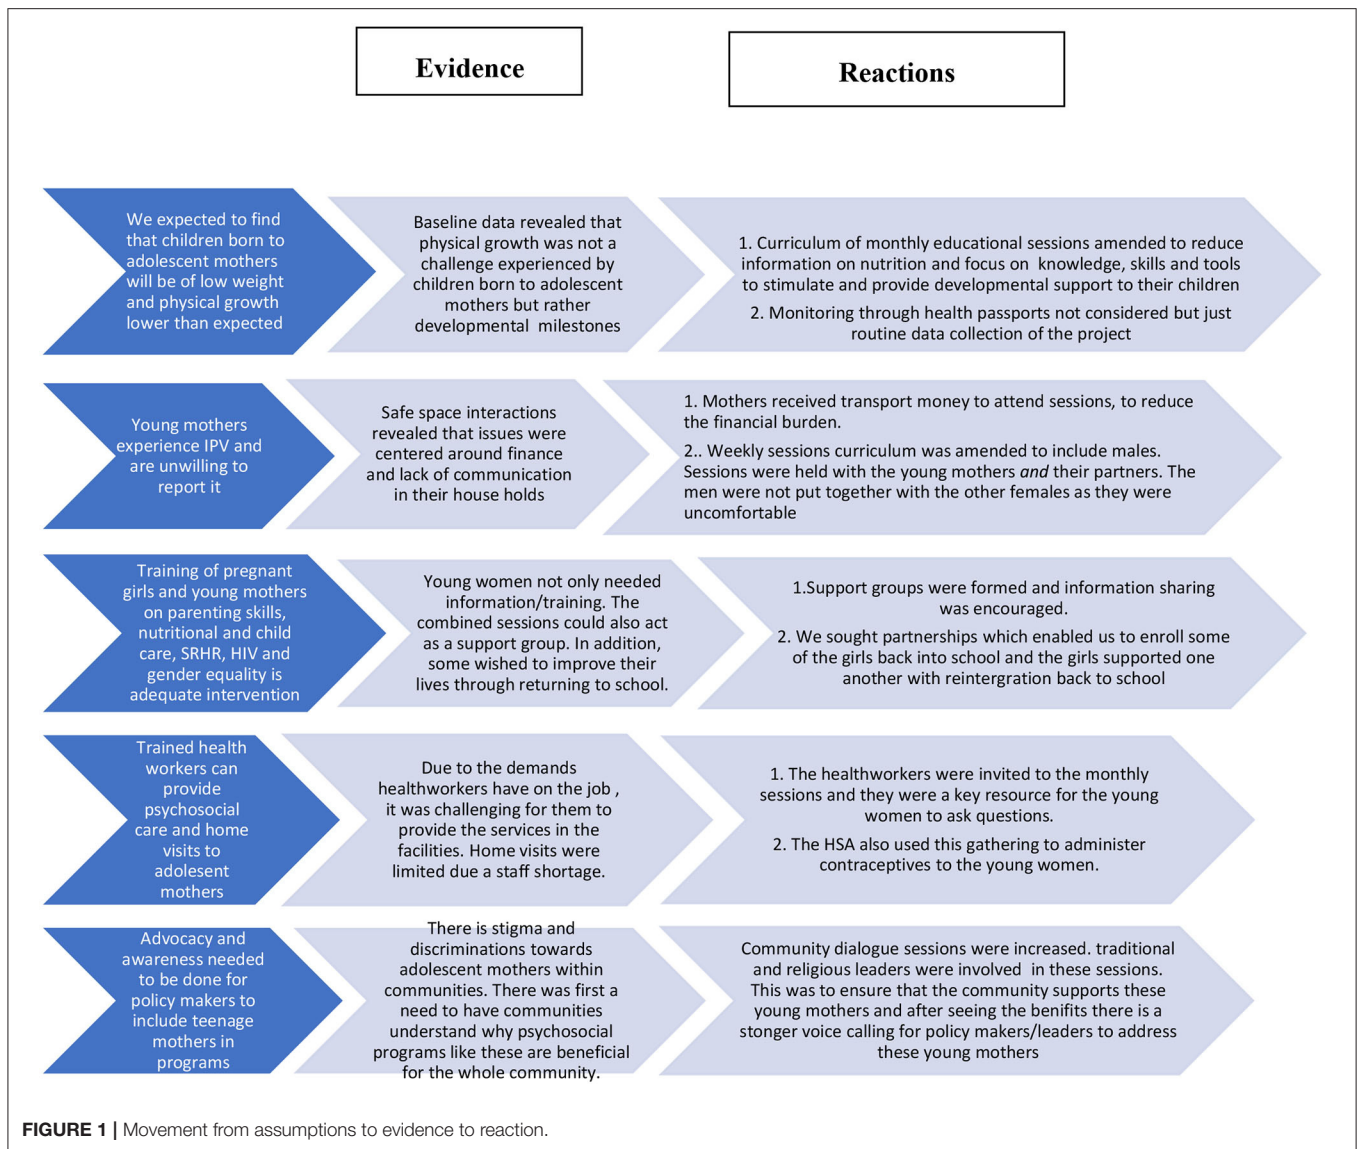 Evidence
Reactions
We expected to find
that children born to
adolescent mothers
will be of low weight
and physical growth
lower than expected
Baseline data revealed that
physical growth was not a
challenge experienced by
children born to adolescent
mothers but rather
developmental milestones
1. Curriculum of monthly educational sessions amended to reduce
information on nutrition and focus on knowledge, skills and tools
to stimulate and provide developmental support to their children
2. Monitoring through health passports not considered but just
routine data collection of the project
Young mothers
experience IPV and
are unwilling to
report it
Safe space interactions
revealed that issues were
centered around finance
and lack of communication
in their house holds
1. Mothers received transport money to attend sessions, to reduce
the financial burden.
2.. Weekly sessions curriculum was amended to include males.
Sessions were held with the young mothers and their partners. The
men were not put together with the other females as they were
uncomfortable
Training of pregnant
girls and young mothers
on parenting skills,
nutritional and child
care, SRHR, HIV and
gender equality is
adequate intervention
Young women not only needed
information/training. The
combined sessions could also act
as a support group. In addition,
some wished to improve their
lives through returning to school.
1.Support groups were formed and information sharing
was encouraged.
2. We sought partnerships which enabled us to enroll some
of the girls back into school and the girls supported one
another with reintergration back to school
Trained health
workers can
provide
psychosocial
care and home
visits to
adolesent
mothers
Due to the demands
healthworkers have on the job ,
it was challenging for them to
provide the services in the
facilities. Home visits were
limited due a staff shortage.
1. The healthworkers were invited to the monthly
sessions and they were a key resource for the young
women to ask questions.
2. The HSA also used this gathering to administer
contraceptives to the young women.
Advocacy and
awareness needed
to be done for
policy makers to
include teenage
mothers in
programs
There is stigma and
discriminations towards
adolescent mothers within
communities. There was first a
need to have communities
understand why psychosocial
programs like these are beneficial
for the whole community.
Community dialogue sessions were increased. traditional
and religious leaders were involved in these sessions.
This was to ensure that the community supports these
young mothers and after seeing the benifits there is a
stonger voice calling for policy makers/leaders to address
these young mothers
FIGURE 1 | Movement from assumptions to evidence to reaction.